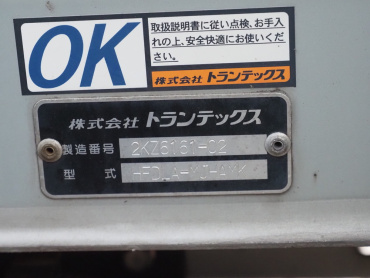 OK
取扱説明書に従い点検、お手入
れの上、安全快適にお使いくだ
さい。
株式会社トランテックス
株式会社トランテックス
製造番号 2KZ6161-02
型式